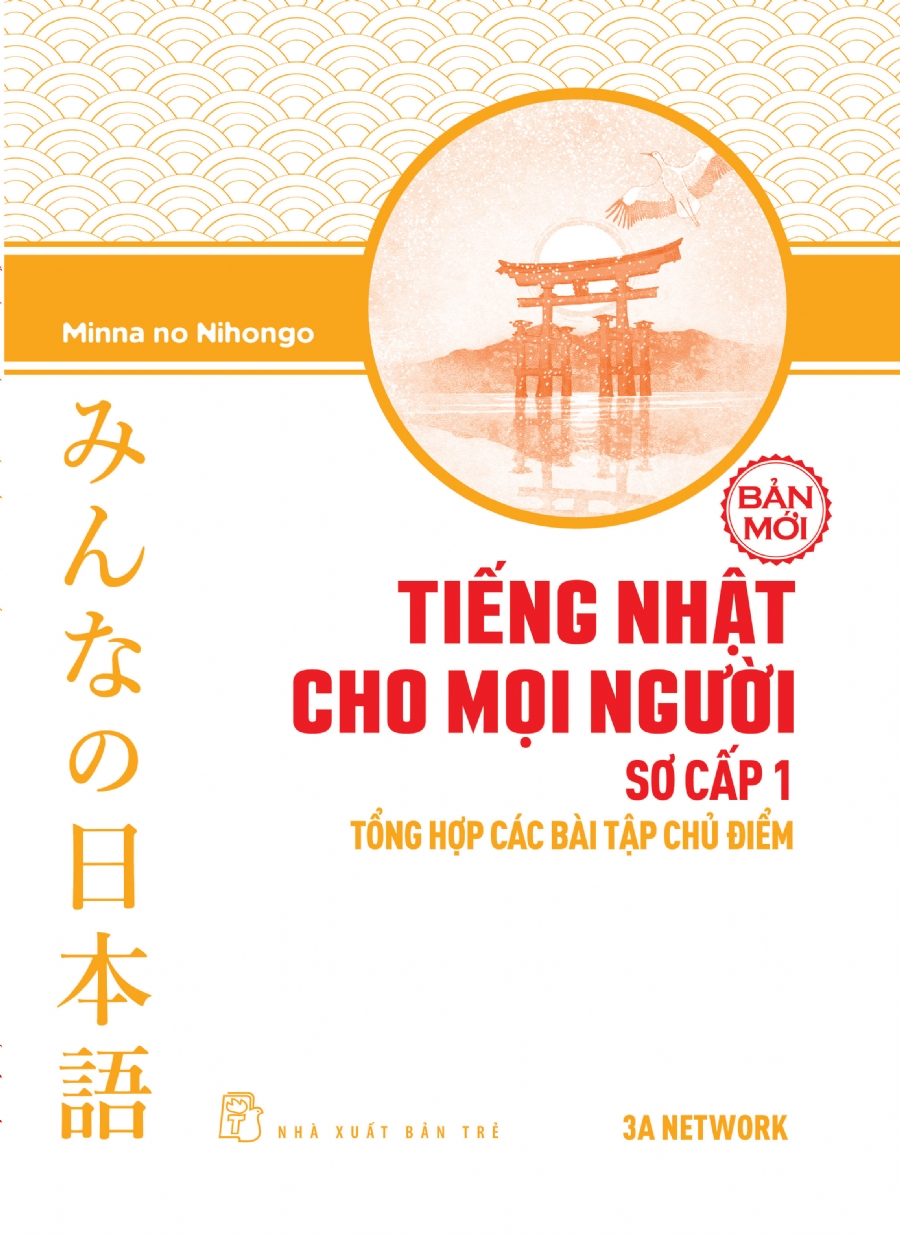 Minna no Nihongo
みんなの日本語
BẢN
MỚI
TIẾNG NHẬT
CHO MỌI NGƯỜI
SƠ CẤP 1
TỔNG HỢP CÁC BÀI TẬP CHỦ ĐIỂM
T
NHÀ XUẤT BẢN TRẺ
3A NETWORK